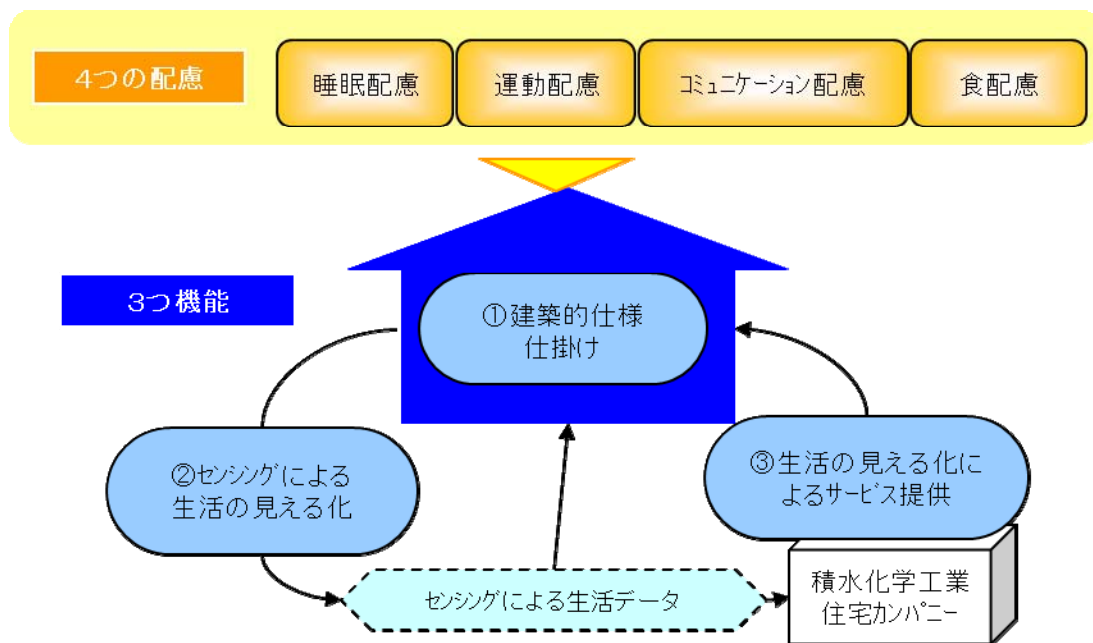 4つの配慮
睡眠配慮
運動配慮
コミュニケーション配慮
食配慮
3つ機能
①建築的仕様
仕掛け
②センシングによる
生活の見える化
③生活の見える化に
よるサービス提供
センシングによる生活データ
積水化学工業
住宅カンパニー